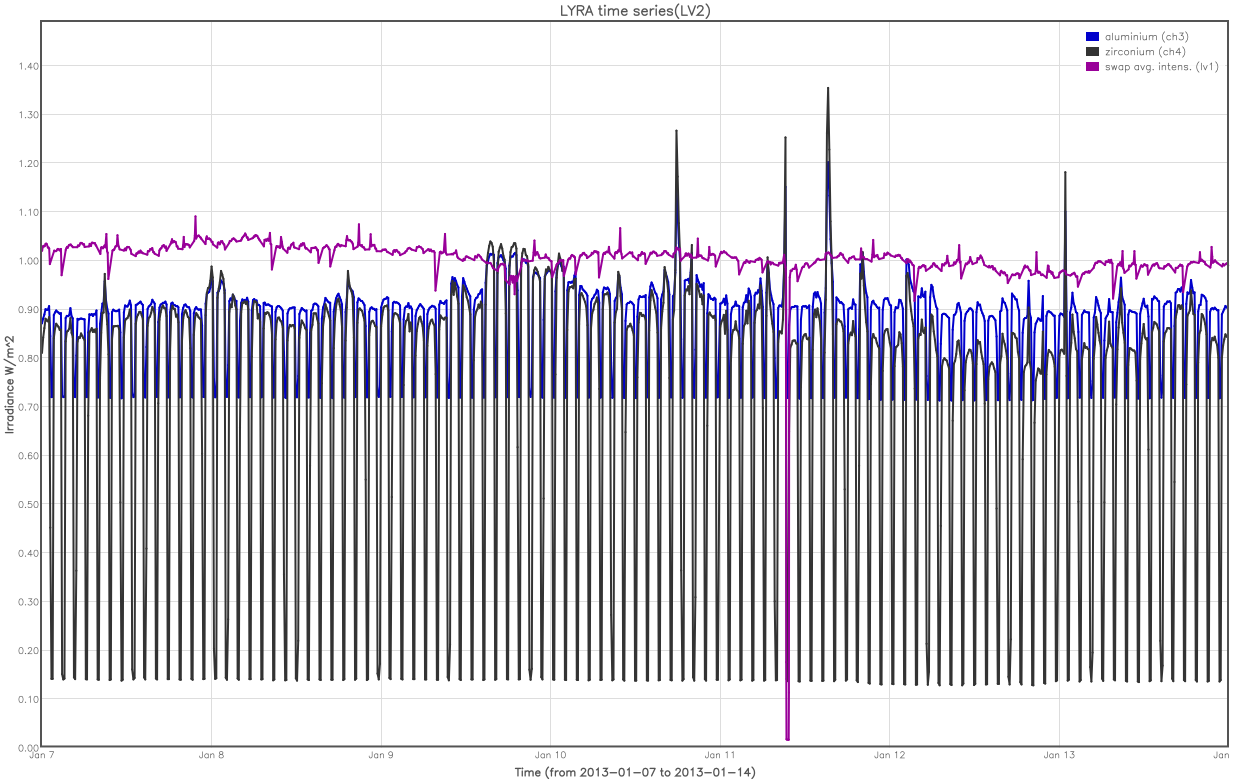 LYRA time series(LV2)
aluminium (ch3)
zirconium (ch4)
swap avg. intens. (lv1)
1.40
1.30
1.20
1.10
1.00
0.90
0.80
0.70
0.60
0.50
0.40
0.30
0.20
0.10
0.00
Irradiance W/m^2
Jan 7 Jan 8 Jan 9 Jan 10 Jan 11 Jan 12 Jan 13 Jan
Time (from 2013-01-07 to 2013-01-14)